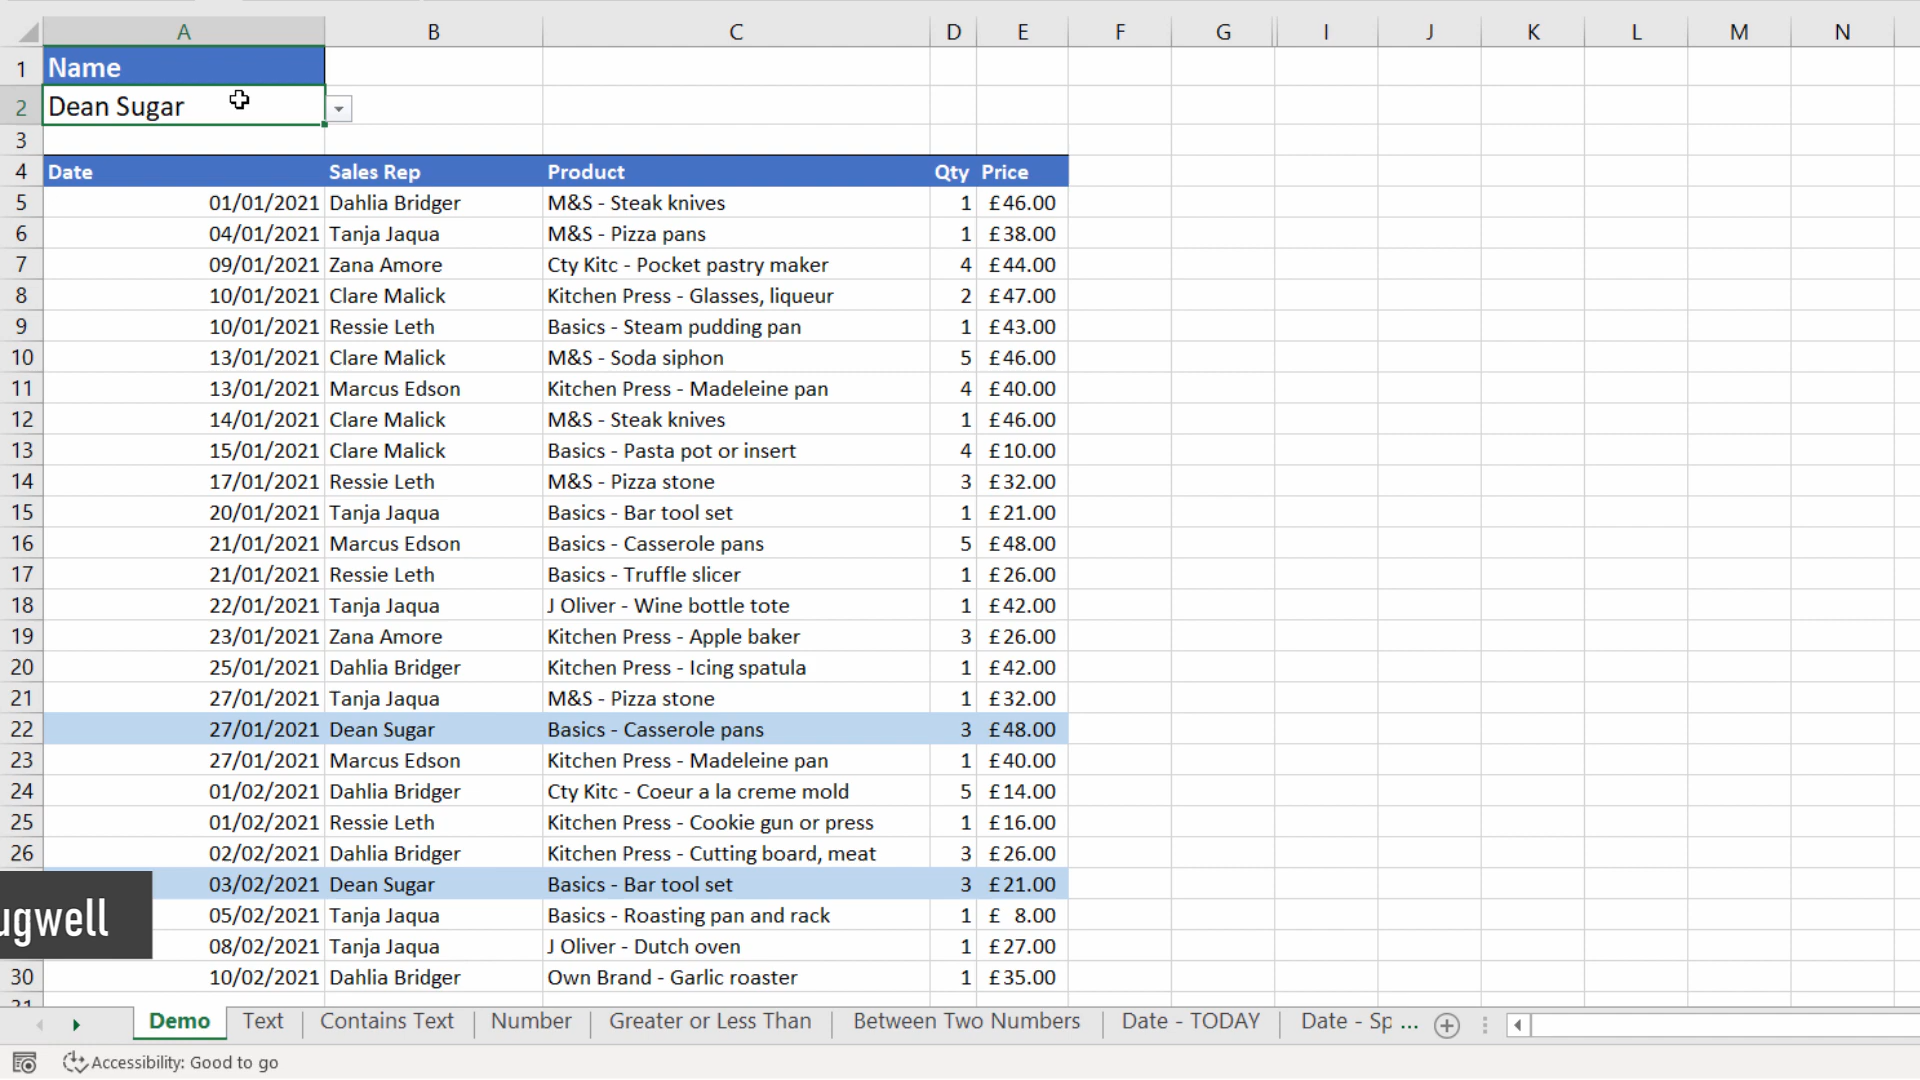 A B C D E F G I J K L M N
1 Name
2 Dean Sugar
3
4 Date Sales Rep Product Qty Price
5 01/01/2021 Dahlia Bridger M&S - Steak knives 1 £46.00
6 04/01/2021 Tanja Jaqua M&S - Pizza pans 1 £38.00
7 09/01/2021 Zana Amore Cty Kitc - Pocket pastry maker 4 £44.00
8 10/01/2021 Clare Malick Kitchen Press - Glasses, liqueur 2 £47.00
9 10/01/2021 Ressie Leth Basics - Steam pudding pan 1 £43.00
10 13/01/2021 Clare Malick M&S - Soda siphon 5 £46.00
11 13/01/2021 Marcus Edson Kitchen Press - Madeleine pan 4 £40.00
12 14/01/2021 Clare Malick M&S - Steak knives 1 £46.00
13 15/01/2021 Clare Malick Basics - Pasta pot or insert 4 £10.00
14 17/01/2021 Ressie Leth M&S - Pizza stone 3 £32.00
15 20/01/2021 Tanja Jaqua Basics - Bar tool set 1 £21.00
16 21/01/2021 Marcus Edson Basics - Casserole pans 5 £48.00
17 21/01/2021 Ressie Leth Basics - Truffle slicer 1 £26.00
18 22/01/2021 Tanja Jaqua J Oliver - Wine bottle tote 1 £42.00
19 23/01/2021 Zana Amore Kitchen Press - Apple baker 3 £26.00
20 25/01/2021 Dahlia Bridger Kitchen Press - Icing spatula 1 £42.00
21 27/01/2021 Tanja Jaqua M&S - Pizza stone 1 £32.00
22 27/01/2021 Dean Sugar Basics - Casserole pans 3 £48.00
23 27/01/2021 Marcus Edson Kitchen Press - Madeleine pan 1 £40.00
24 01/02/2021 Dahlia Bridger Cty Kitc - Coeur a la creme mold 5 £14.00
25 01/02/2021 Ressie Leth Kitchen Press - Cookie gun or press 1 £16.00
26 02/02/2021 Dahlia Bridger Kitchen Press - Cutting board, meat 3 £26.00
03/02/2021 Dean Sugar Basics - Bar tool set 3 £21.00
ugwell 05/02/2021 Tanja Jaqua Basics - Roasting pan and rack 1 £ 8.00
08/02/2021 Tanja Jaqua J Oliver - Dutch oven 1 £27.00
30 10/02/2021 Dahlia Bridger Own Brand - Garlic roaster 1 £35.00
Demo Text Contains Text Number Greater or Less Than Between Two Numbers Date - TODAY Date - Sp ...
Accessibility: Good to go